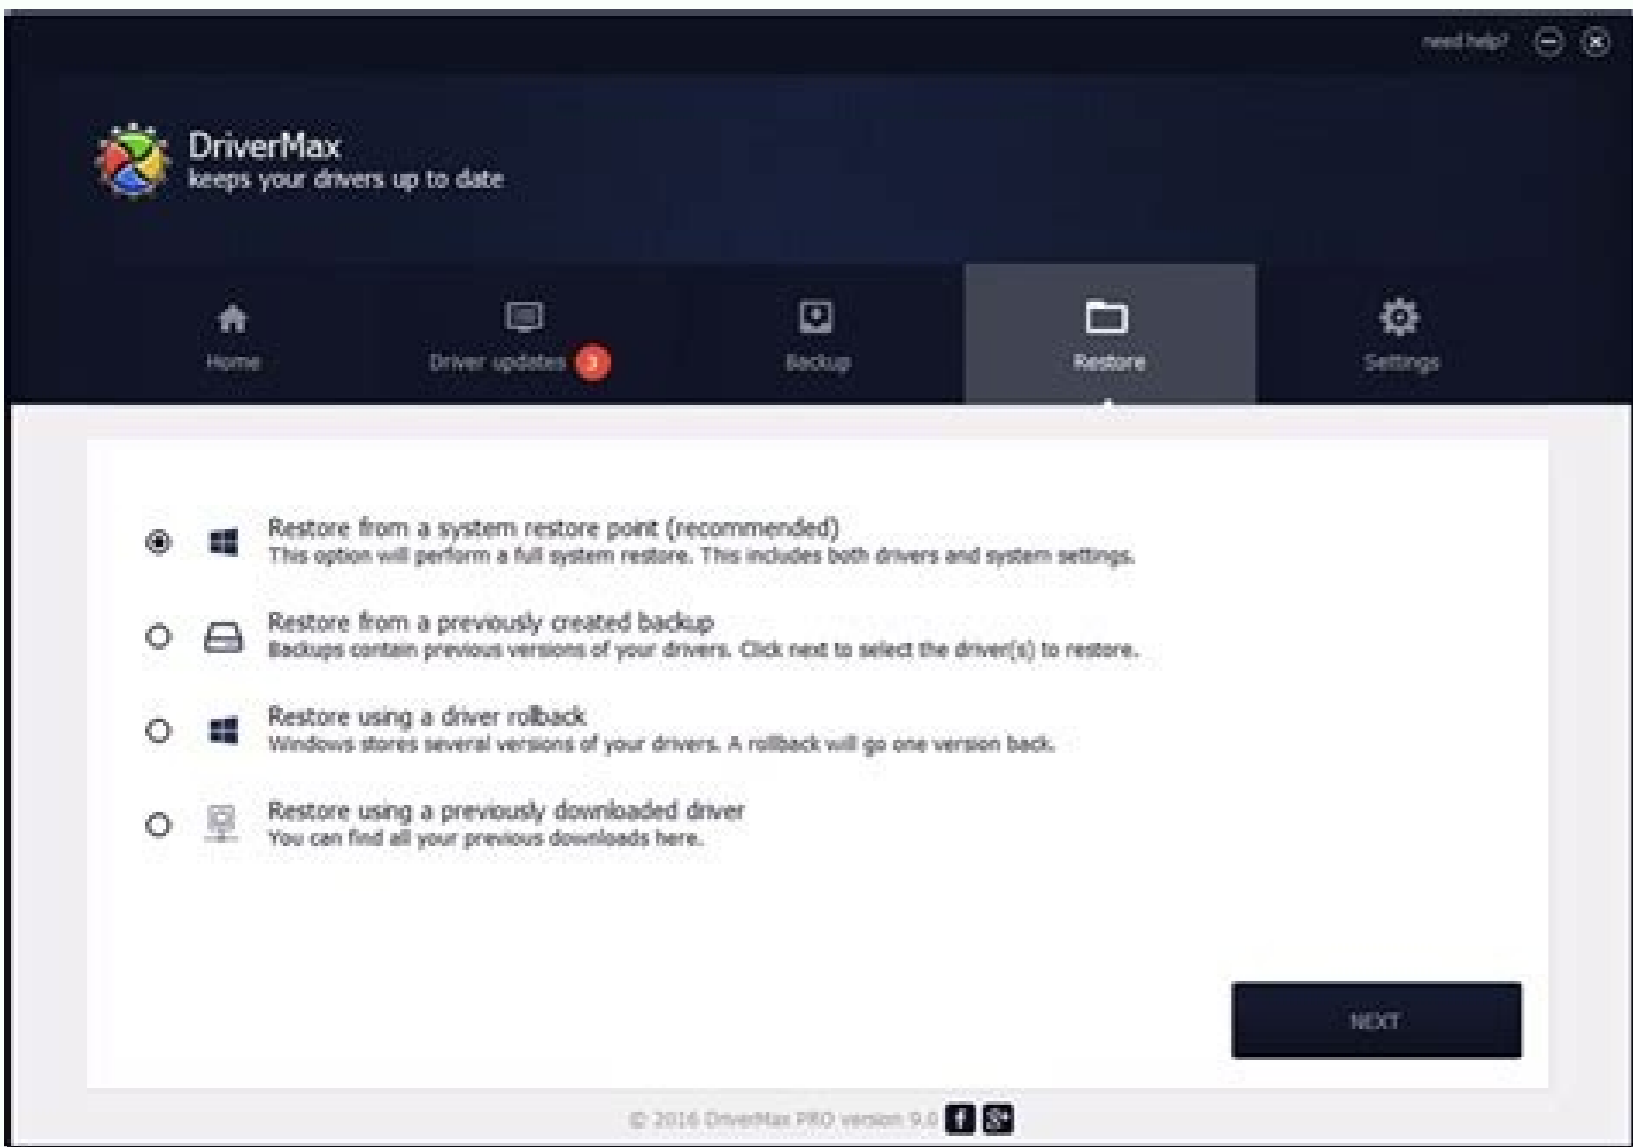 need help?
DriverMax
keeps your drivers up to date
Home
Driver updates 3
Backup
Restore
Settings
Restore from a system restore point (recommended)
This option will perform a full system restore. This includes both drivers and system settings.
Restore from a previously created backup
Backups contain previous versions of your drivers. Click next to select the driver(s) to restore.
Restore using a driver rollback
Windows stores several versions of your drivers. A rollback will go one version back.
Restore using a previously downloaded driver
You can find all your previous downloads here.
NEXT
© 2016 DriverMax PRO version 9.0 f g+